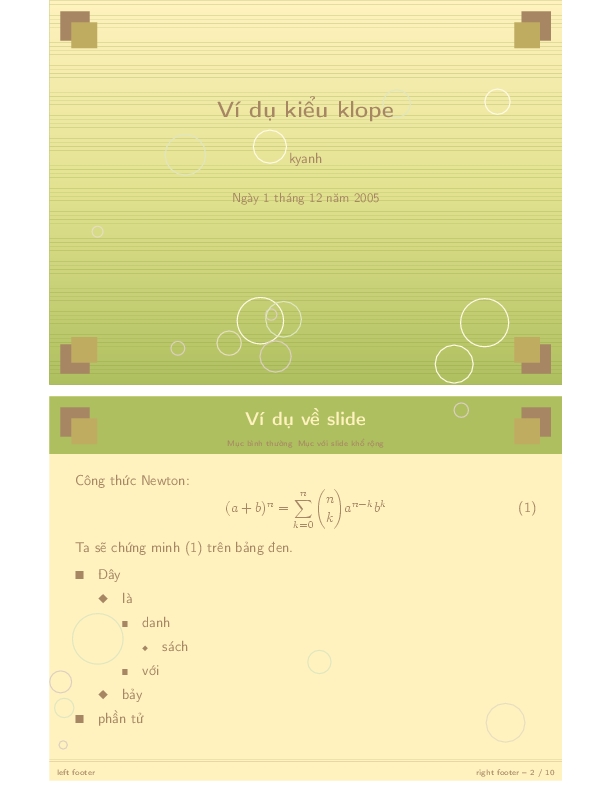 Ví dụ kiểu klope
kyanh
Ngày 1 tháng 12 năm 2005
Ví dụ về slide
Mục bình thường Mục với slide khổ rộng
Công thức Newton:
(a + b)^n = \sum_{k=0}^{n} \binom{n}{k} a^{n-k} b^k (1)
Ta sẽ chứng minh (1) trên bảng đen.
■ Đây
◆ là
■ danh
◆ sách
■ với
◆ bảy
■ phần tử
left footer
right footer – 2 / 10